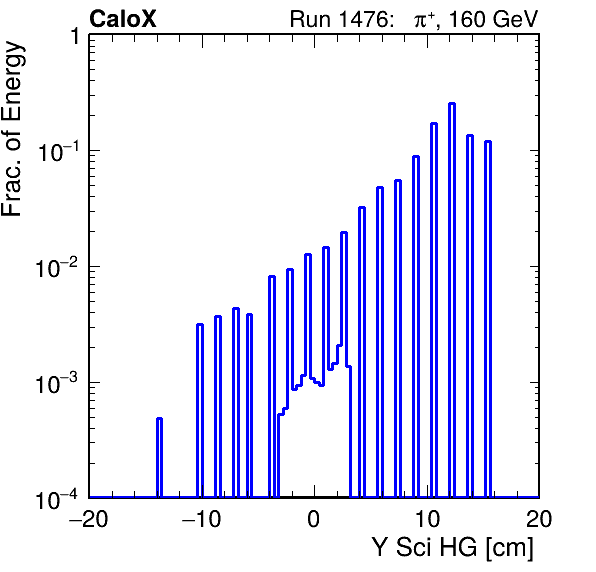 CaloX Run 1476: π⁺, 160 GeV
Frac. of Energy
1
10⁻¹
10⁻²
10⁻³
10⁻⁴
−20 −10 0 10 20
Y Sci HG [cm]